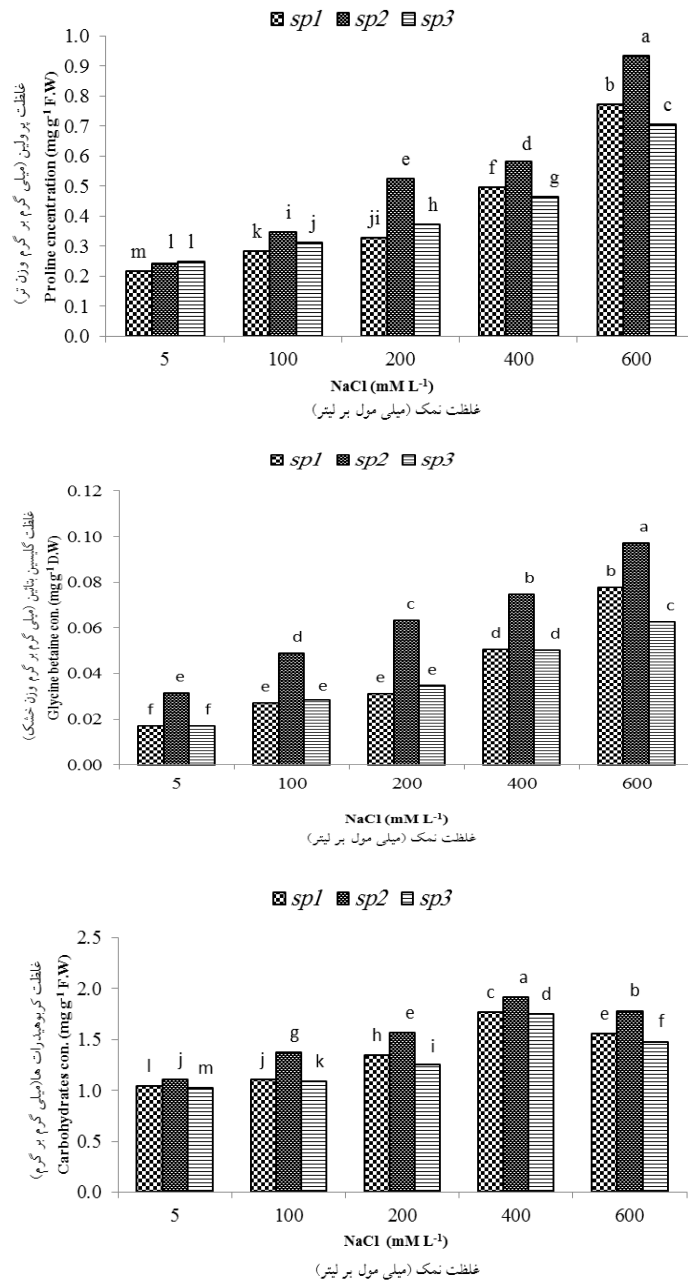 sp1 sp2 sp3
غلظت پرولین (میلی گرم بر گرم وزن تر)
Proline encentration (mg g-1 F.W)
1.0
0.9
0.8
0.7
0.6
0.5
0.4
0.3
0.2
0.1
0.0
m l l k i j ji e h f d g b a c
5 100 200 400 600
NaCl (mM L-1)
غلظت نمک (میلی مول بر لیتر)
sp1 sp2 sp3
غلظت گلیسین بتائین (میلی گرم بر گرم وزن خشک)
Glycine betaine con. (mg g-1 D.W)
0.12
0.10
0.08
0.06
0.04
0.02
0.00
f e f e d e e c e d b d b a c
5 100 200 400 600
NaCl (mM L-1)
غلظت نمک (میلی مول بر لیتر)
sp1 sp2 sp3
غلظت کربوهیدرات ها(میلی گرم بر گرم)
Carbohydrates con. (mg g-1 F.W)
2.5
2.0
1.5
1.0
0.5
0.0
l j m j g k h e i c a d e b f
5 100 200 400 600
NaCl (mM L-1)
غلظت نمک (میلی مول بر لیتر)